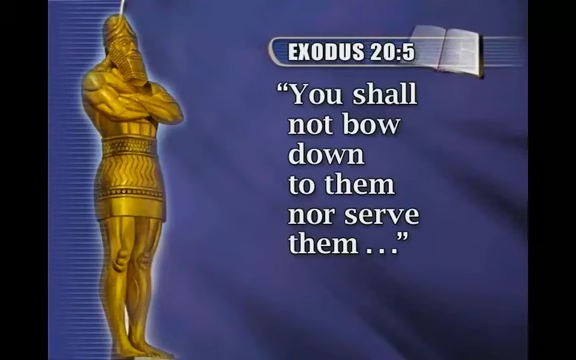 EXODUS 20:5
“You shall
not bow
down
to them
nor serve
them . . .”